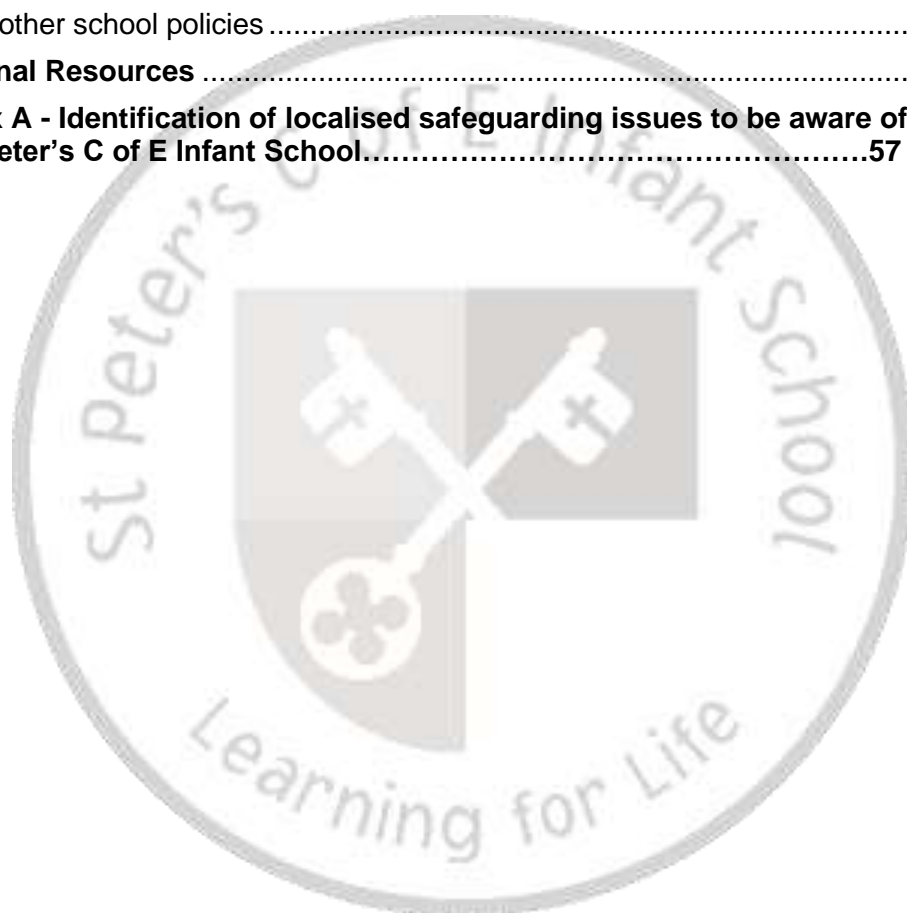 other school policies
nal Resources
x A - Identification of localised safeguarding issues to be aware of
eter's C of E Infant School……………………………………………57
St Peter's C of E Infant School
Learning for Life